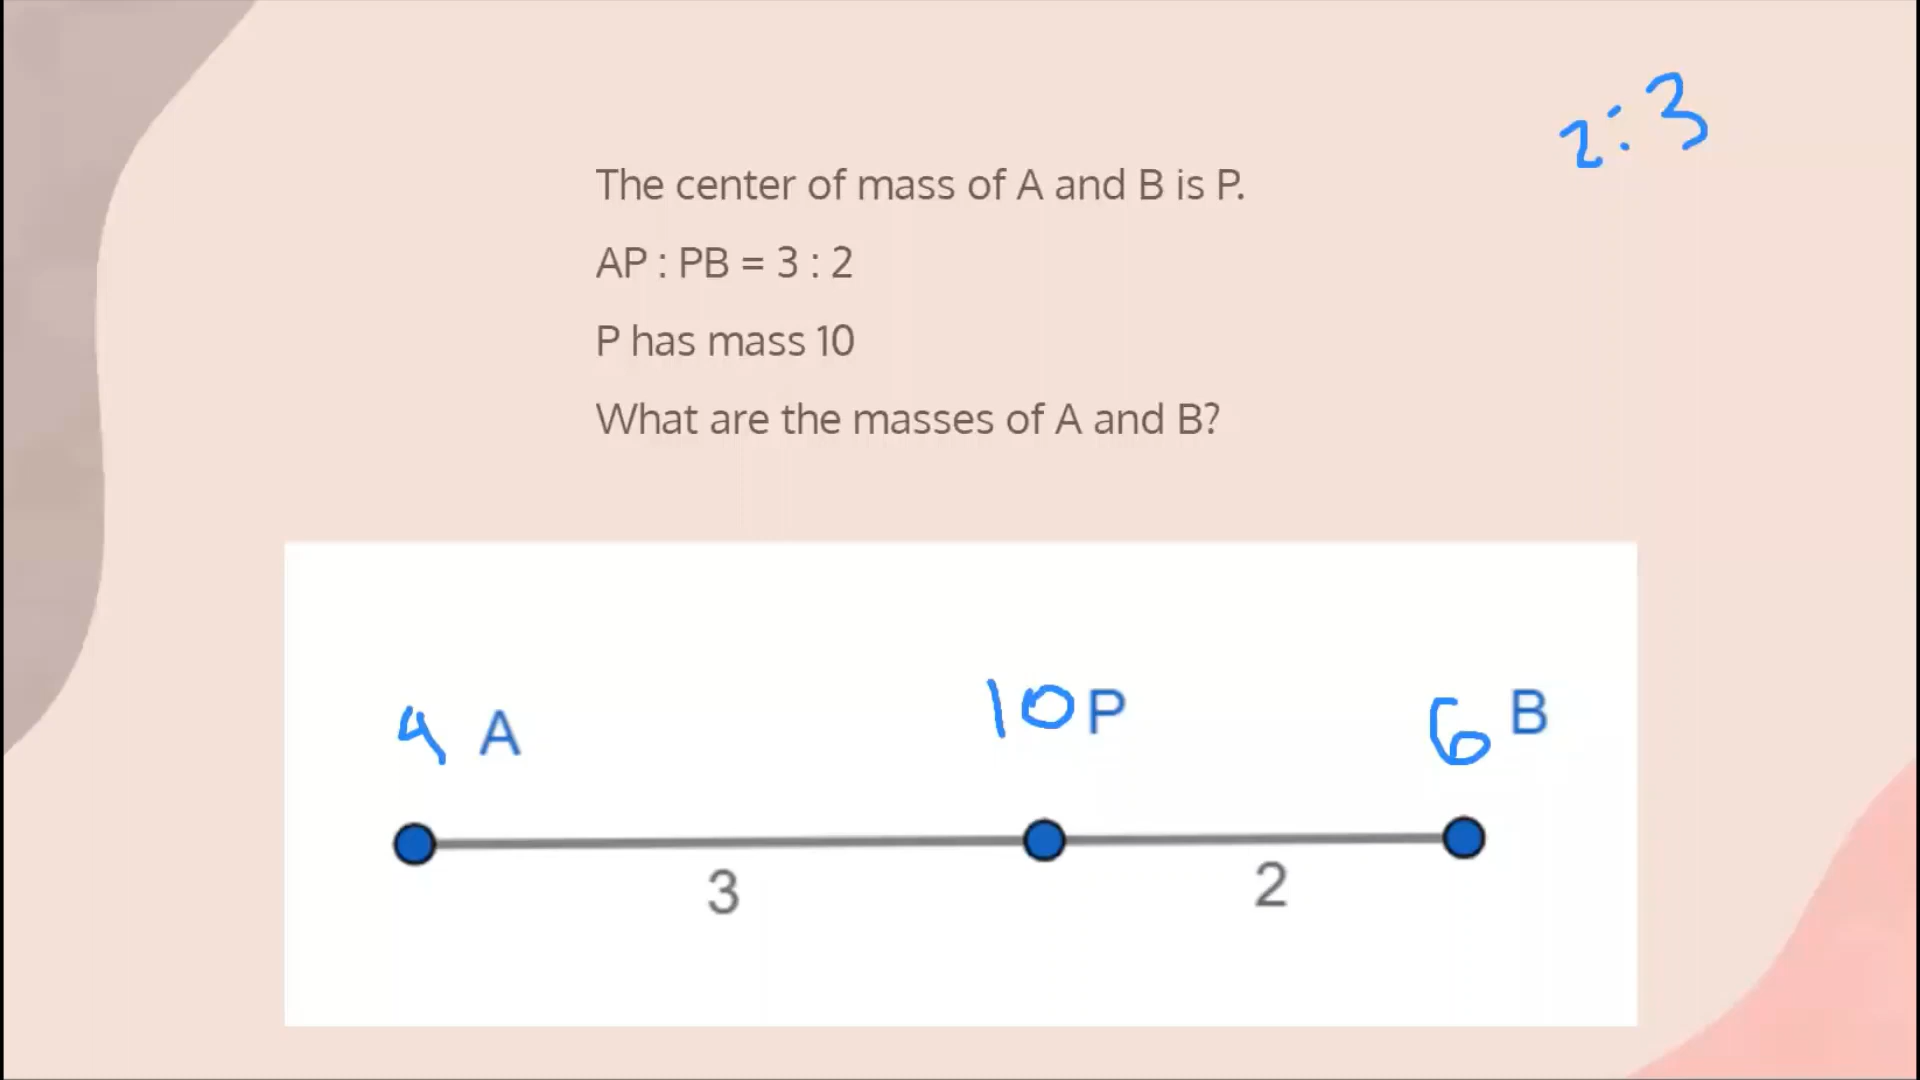 2:3
The center of mass of A and B is P.
AP : PB = 3 : 2
P has mass 10
What are the masses of A and B?
4 A 10 P 6 B
3 2